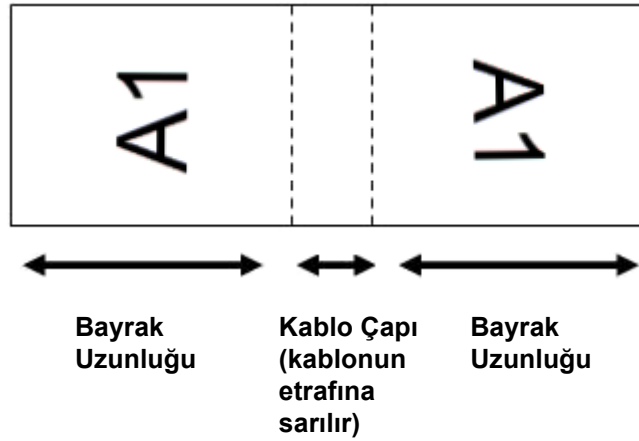 A1
A1
Bayrak
Uzunluğu
Kablo Çapı
(kablonun
etrafına
sarılır)
Bayrak
Uzunluğu